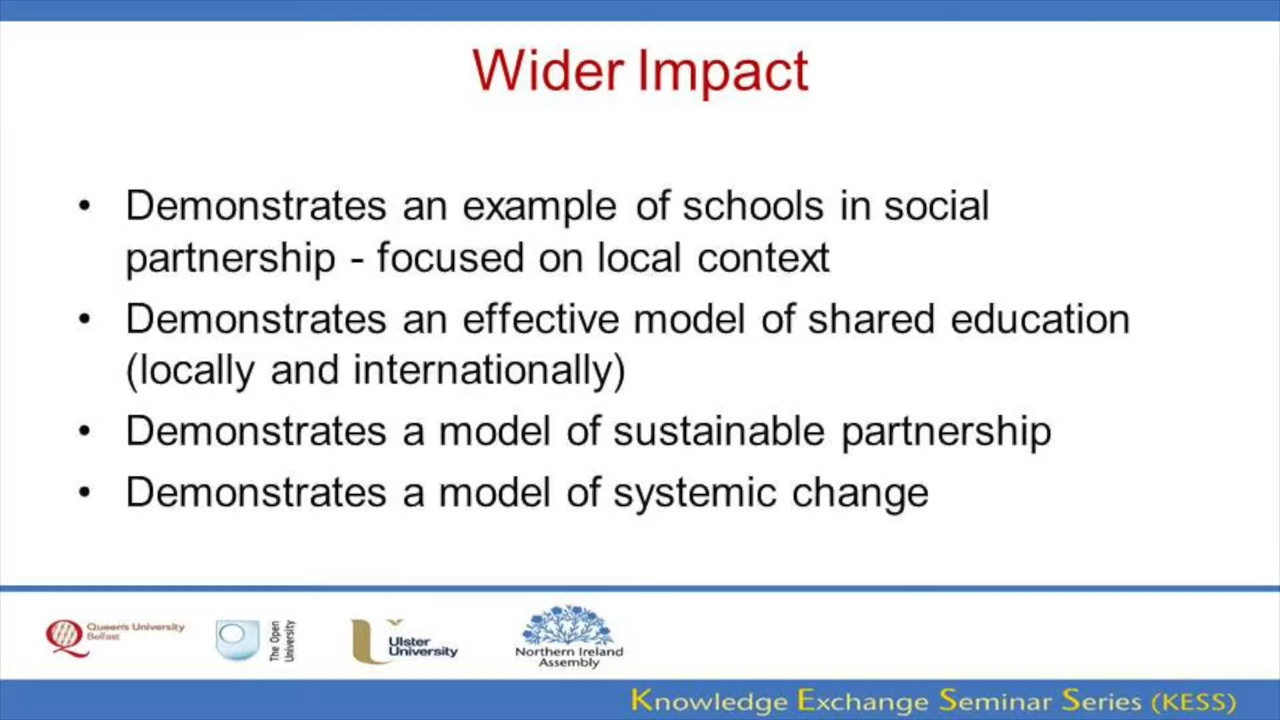 Wider Impact
• Demonstrates an example of schools in social
partnership - focused on local context
• Demonstrates an effective model of shared education
(locally and internationally)
• Demonstrates a model of sustainable partnership
• Demonstrates a model of systemic change
Queen's University
Belfast
The Open
University
Ulster
University
Northern Ireland
Assembly
Knowledge Exchange Seminar Series (KESS)